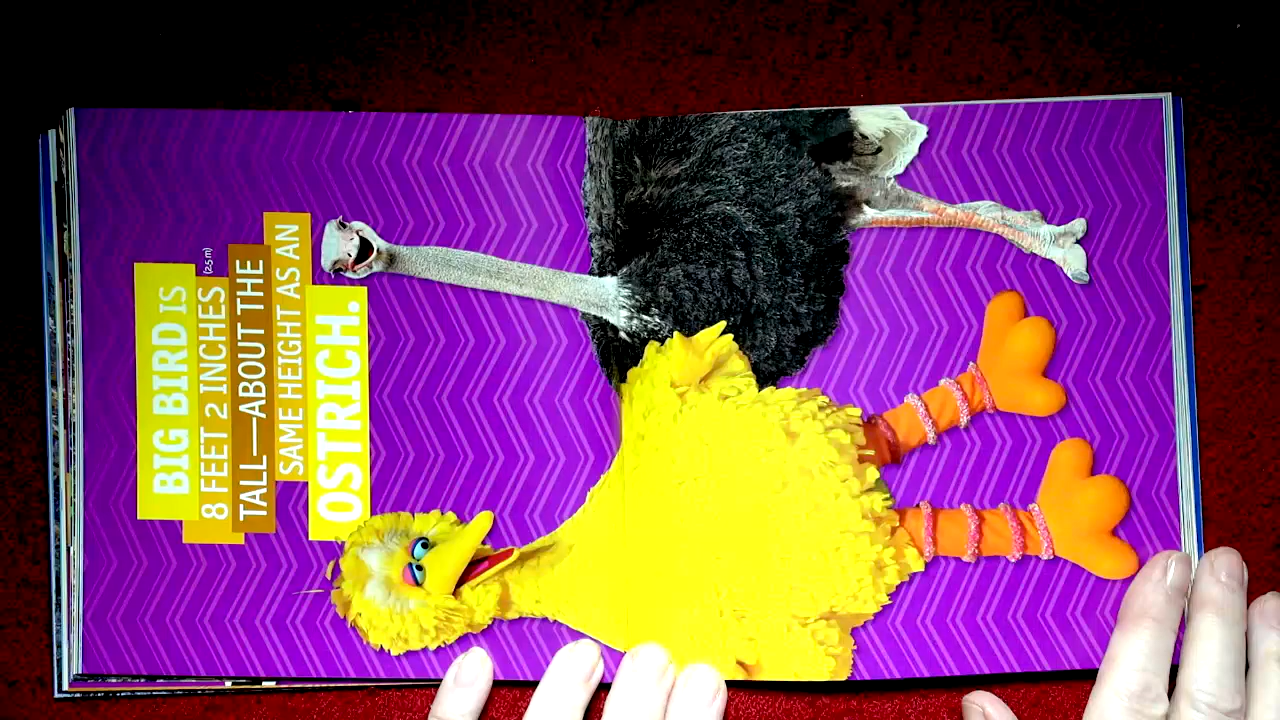 BIG BIRD IS
8 FEET 2 INCHES (2.5 m)
TALL—ABOUT THE
SAME HEIGHT AS AN
OSTRICH.